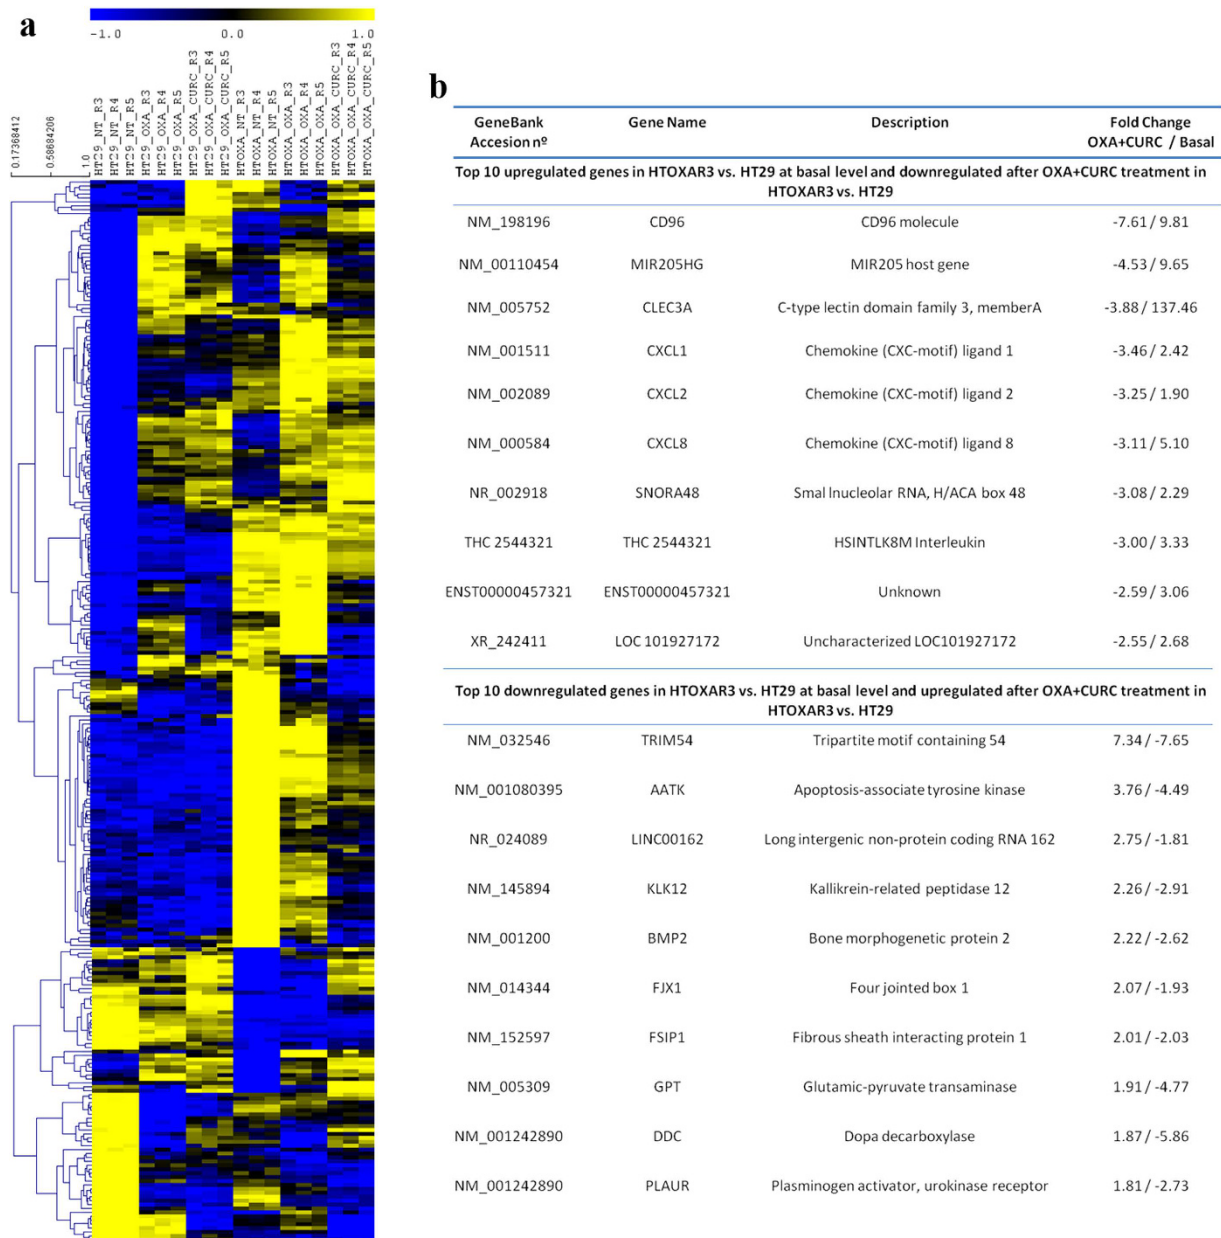 a
-1.0 0.0 1.0
0.17388412
0.58684206
1.0
HT29_NT_R3
HT29_NT_R4
HT29_NT_R5
HT29_OXA_R3
HT29_OXA_R4
HT29_OXA_R5
HT29_OXA_CURC_R3
HT29_OXA_CURC_R4
HT29_OXA_CURC_R5
HTOXA_NT_R3
HTOXA_NT_R4
HTOXA_NT_R5
HTOXA_OXA_R3
HTOXA_OXA_R4
HTOXA_OXA_R5
HTOXA_OXA_CURC_R3
HTOXA_OXA_CURC_R4
HTOXA_OXA_CURC_R5
b
GeneBank Gene Name Description Fold Change
Accesion nº OXA+CURC / Basal
Top 10 upregulated genes in HTOXAR3 vs. HT29 at basal level and downregulated after OXA+CURC treatment in
HTOXAR3 vs. HT29
NM_198196 CD96 CD96 molecule -7.61 / 9.81
NM_00110454 MIR205HG MIR205 host gene -4.53 / 9.65
NM_005752 CLEC3A C-type lectin domain family 3, memberA -3.88 / 137.46
NM_001511 CXCL1 Chemokine (CXC-motif) ligand 1 -3.46 / 2.42
NM_002089 CXCL2 Chemokine (CXC-motif) ligand 2 -3.25 / 1.90
NM_000584 CXCL8 Chemokine (CXC-motif) ligand 8 -3.11 / 5.10
NR_002918 SNORA48 Smal lnucleolar RNA, H/ACA box 48 -3.08 / 2.29
THC 2544321 THC 2544321 HSINTLK8M Interleukin -3.00 / 3.33
ENST00000457321 ENST00000457321 Unknown -2.59 / 3.06
XR_242411 LOC 101927172 Uncharacterized LOC101927172 -2.55 / 2.68
Top 10 downregulated genes in HTOXAR3 vs. HT29 at basal level and upregulated after OXA+CURC treatment in
HTOXAR3 vs. HT29
NM_032546 TRIM54 Tripartite motif containing 54 7.34 / -7.65
NM_001080395 AATK Apoptosis-associate tyrosine kinase 3.76 / -4.49
NR_024089 LINC00162 Long intergenic non-protein coding RNA 162 2.75 / -1.81
NM_145894 KLK12 Kallikrein-related peptidase 12 2.26 / -2.91
NM_001200 BMP2 Bone morphogenetic protein 2 2.22 / -2.62
NM_014344 FJX1 Four jointed box 1 2.07 / -1.93
NM_152597 FSIP1 Fibrous sheath interacting protein 1 2.01 / -2.03
NM_005309 GPT Glutamic-pyruvate transaminase 1.91 / -4.77
NM_001242890 DDC Dopa decarboxylase 1.87 / -5.86
NM_001242890 PLAUR Plasminogen activator, urokinase receptor 1.81 / -2.73